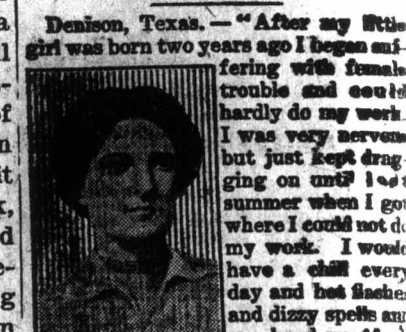 Denison, Texas. — "After my little
girl was born two years ago I began suf-
fering with female
trouble and could
hardly do my work.
I was very nervous
but just kept drag-
ging on until last
summer when I got
where I could not do
my work. I would
have a chill every
day and hot flashes
and dizzy spells and